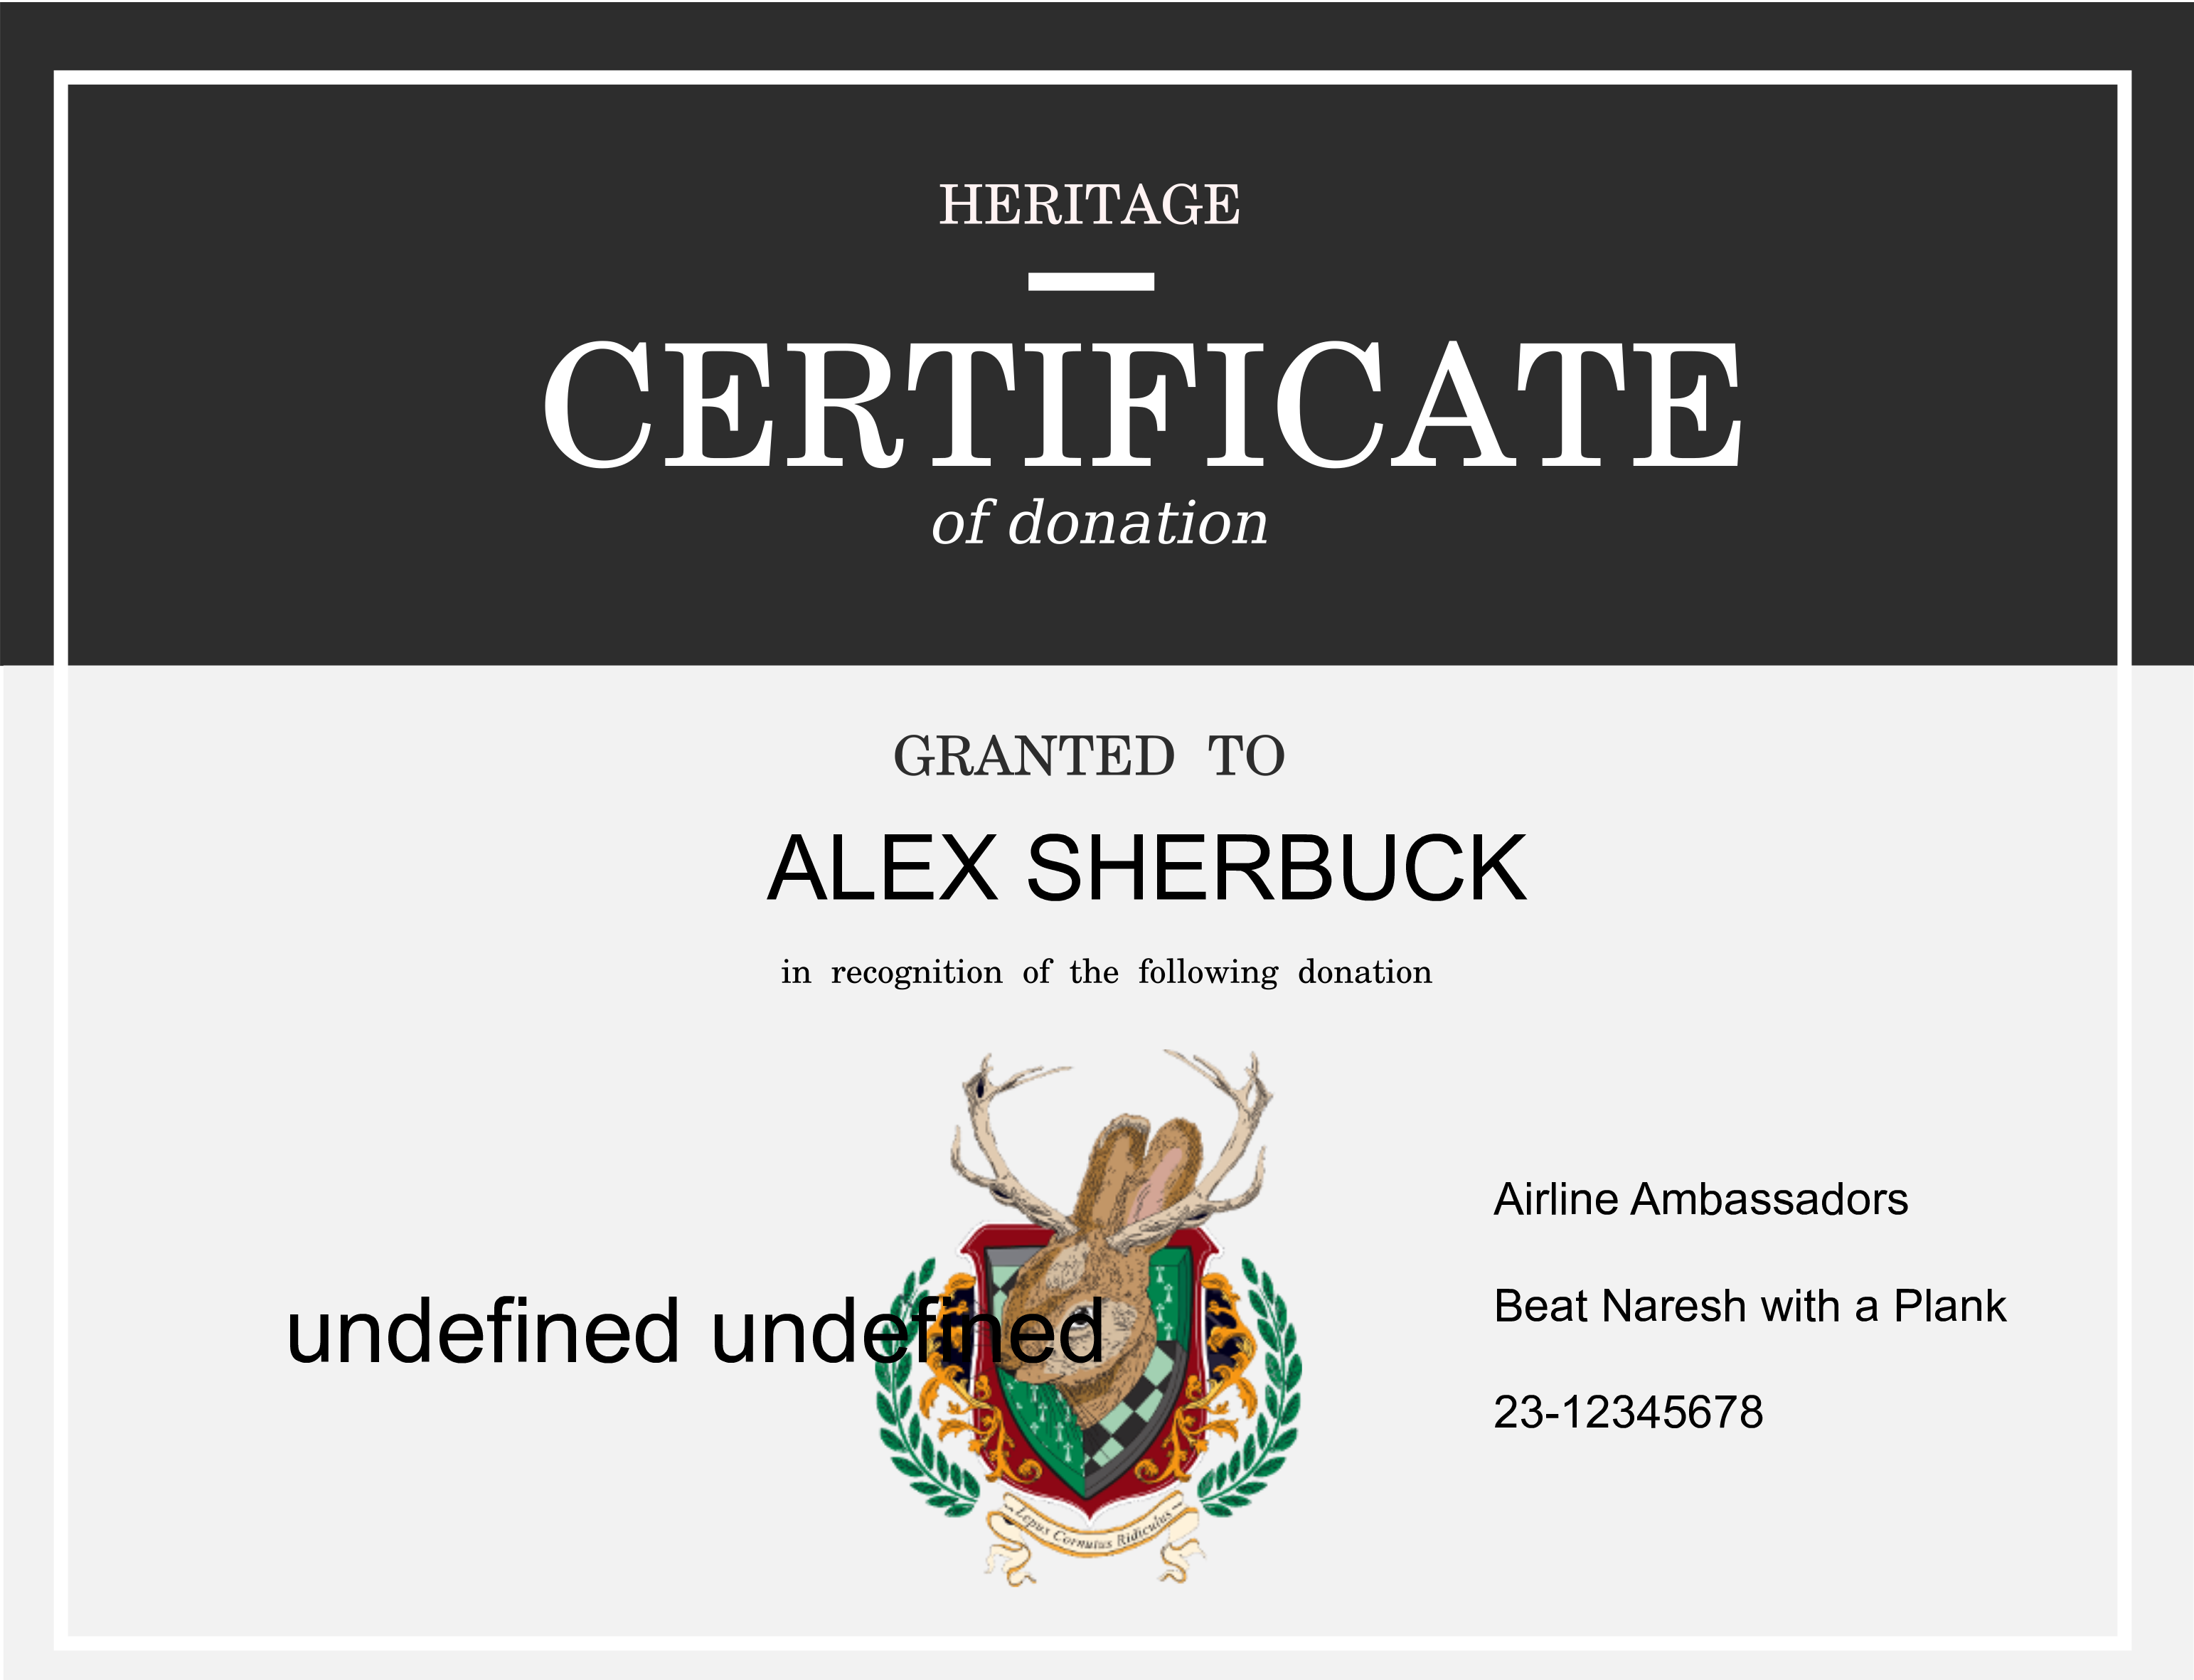 HERITAGE
CERTIFICATE
of donation
GRANTED TO
ALEX SHERBUCK
in recognition of the following donation
Airline Ambassadors
undefined undefined
Beat Naresh with a Plank
23-12345678
Lepus Cornutus Ridiculus